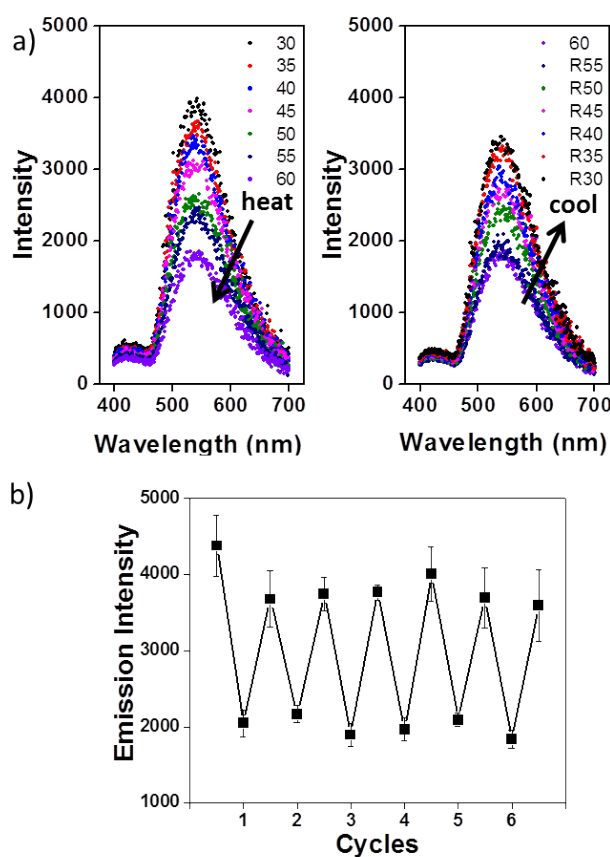 a)
5000
4000
3000
2000
1000
0
Intensity
30
35
40
45
50
55
60
heat
400 500 600 700
Wavelength (nm)
5000
4000
3000
2000
1000
0
Intensity
60
R55
R50
R45
R40
R35
R30
cool
400 500 600 700
Wavelength (nm)
b)
5000
4000
3000
2000
1000
Emission Intensity
1 2 3 4 5 6
Cycles